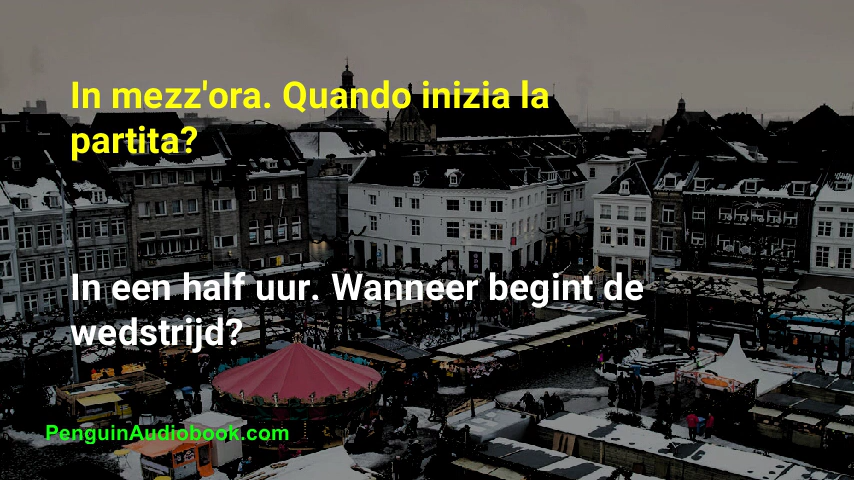 In mezz'ora. Quando inizia la
partita?
In een half uur. Wanneer begint de
wedstrijd?
PenguinAudiobook.com